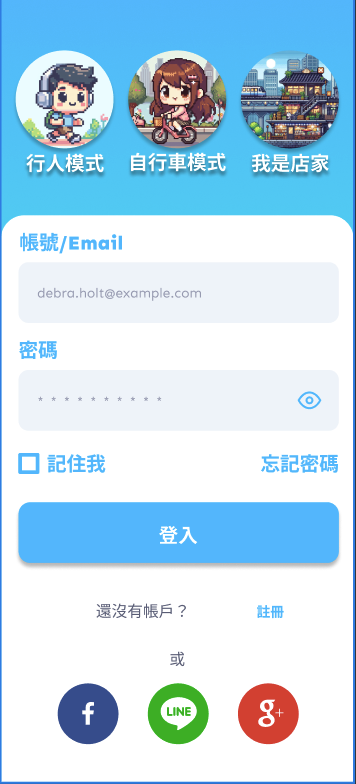 行人模式 自行車模式 我是店家
帳號/Email
debra.holt@example.com
密碼
* * * * * * * * * *
記住我 忘記密碼
登入
還沒有帳戶？ 註冊
或
f LINE g+